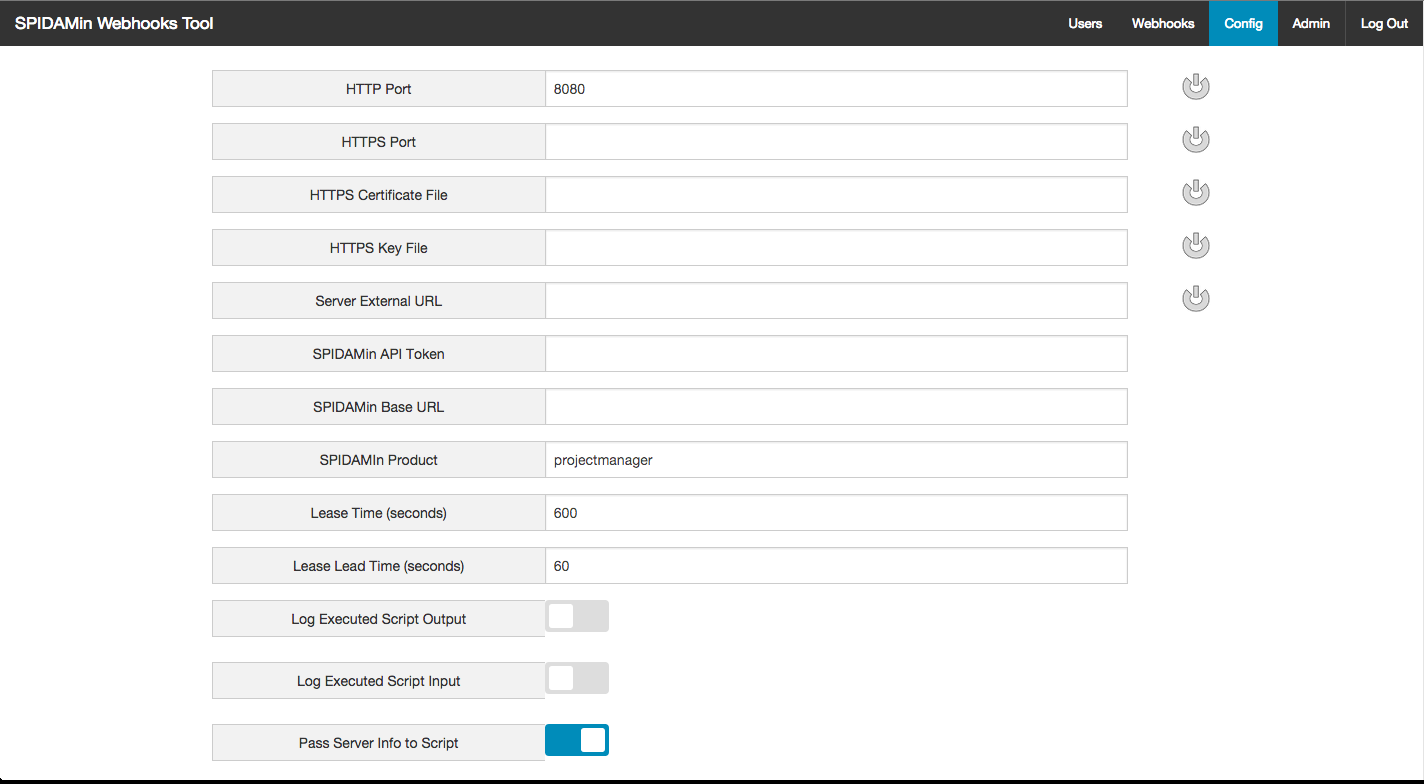 SPIDAMin Webhooks Tool Users Webhooks Config Admin Log Out
HTTP Port 8080
HTTPS Port
HTTPS Certificate File
HTTPS Key File
Server External URL
SPIDAMin API Token
SPIDAMin Base URL
SPIDAMIn Product projectmanager
Lease Time (seconds) 600
Lease Lead Time (seconds) 60
Log Executed Script Output
Log Executed Script Input
Pass Server Info to Script